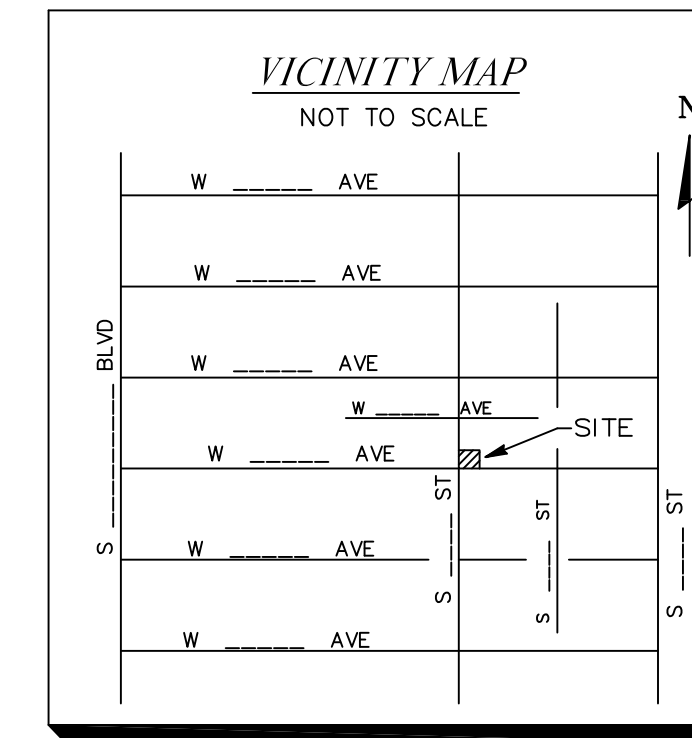 VICINITY MAP
NOT TO SCALE
N
W _____ AVE
W _____ AVE
W _____ AVE
W _____ AVE
W _____ AVE
W _____ AVE
W _____ AVE
SITE
S _____ BLVD
S _____ ST
S _____ ST
S _____ ST